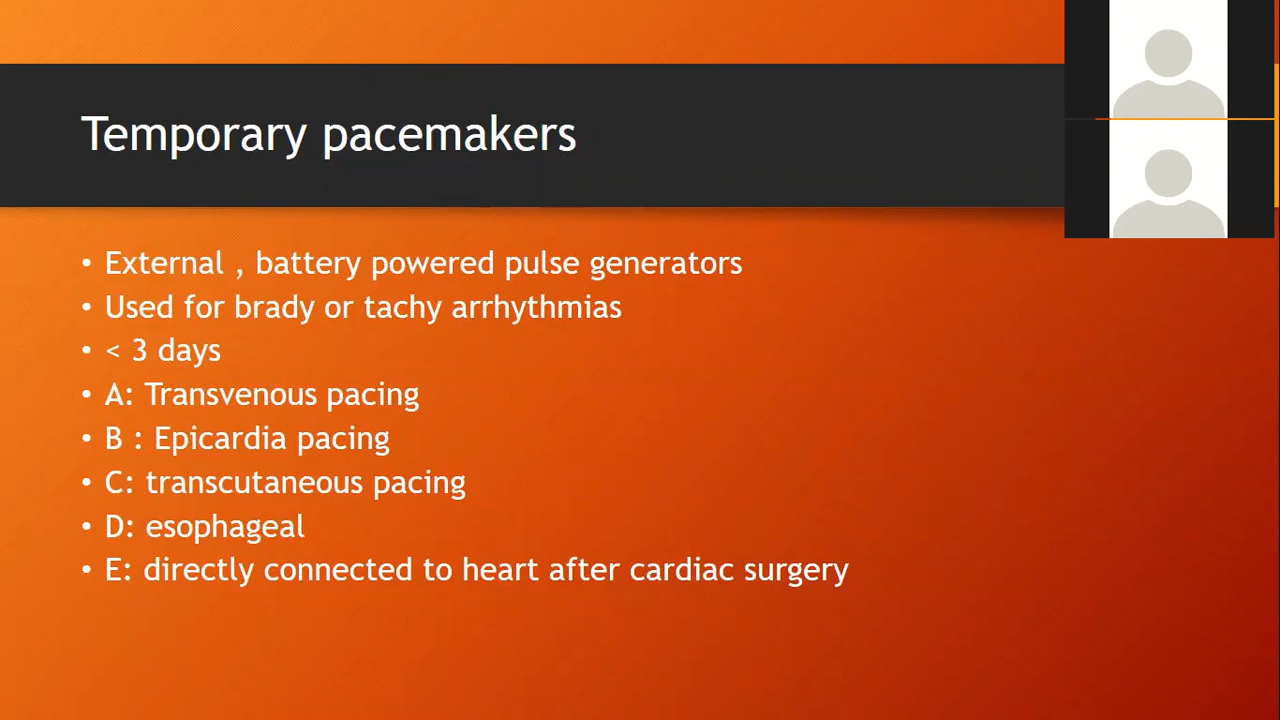 Temporary pacemakers
• External , battery powered pulse generators
• Used for brady or tachy arrhythmias
• < 3 days
• A: Transvenous pacing
• B : Epicardia pacing
• C: transcutaneous pacing
• D: esophageal
• E: directly connected to heart after cardiac surgery